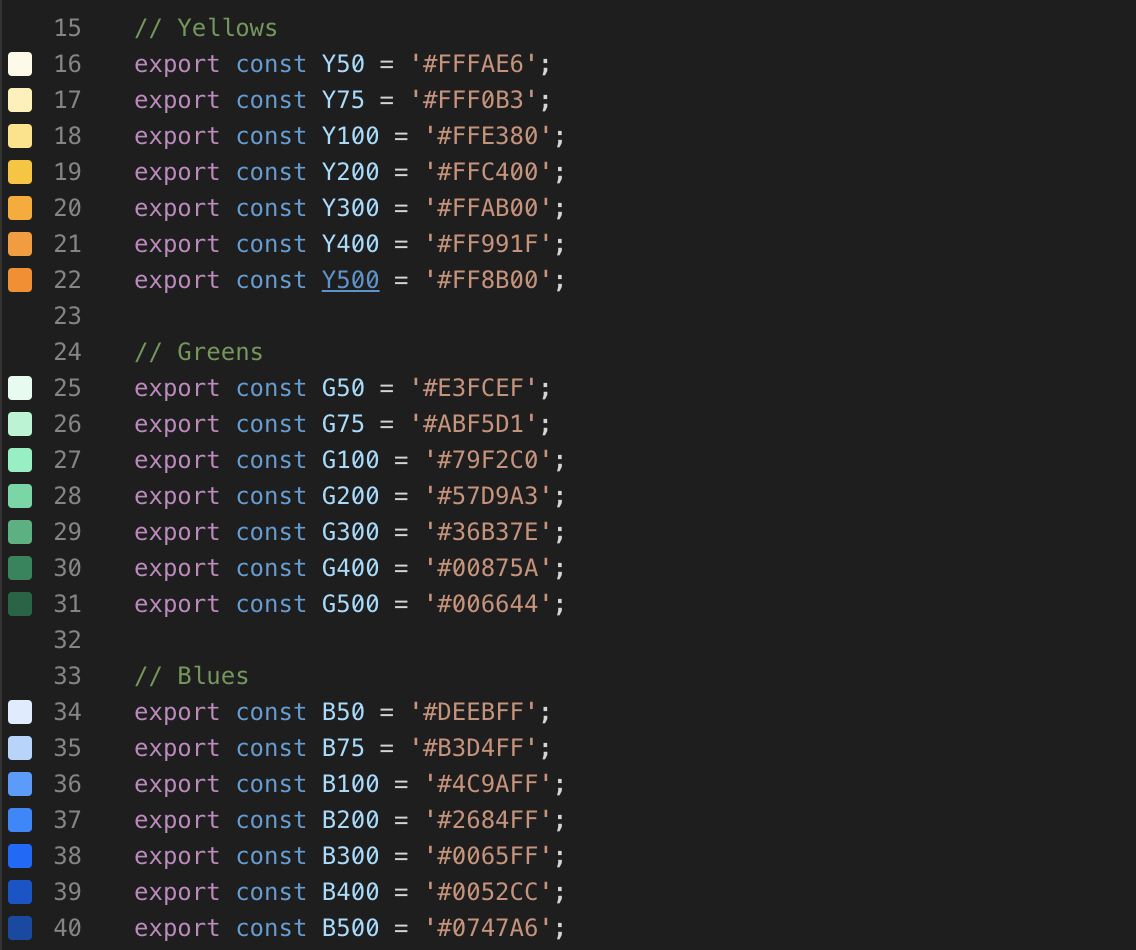 15 // Yellows
16 export const Y50 = '#FFFAE6';
17 export const Y75 = '#FFF0B3';
18 export const Y100 = '#FFE380';
19 export const Y200 = '#FFC400';
20 export const Y300 = '#FFAB00';
21 export const Y400 = '#FF991F';
22 export const Y500 = '#FF8B00';
23
24 // Greens
25 export const G50 = '#E3FCEF';
26 export const G75 = '#ABF5D1';
27 export const G100 = '#79F2C0';
28 export const G200 = '#57D9A3';
29 export const G300 = '#36B37E';
30 export const G400 = '#00875A';
31 export const G500 = '#006644';
32
33 // Blues
34 export const B50 = '#DEEBFF';
35 export const B75 = '#B3D4FF';
36 export const B100 = '#4C9AFF';
37 export const B200 = '#2684FF';
38 export const B300 = '#0065FF';
39 export const B400 = '#0052CC';
40 export const B500 = '#0747A6';